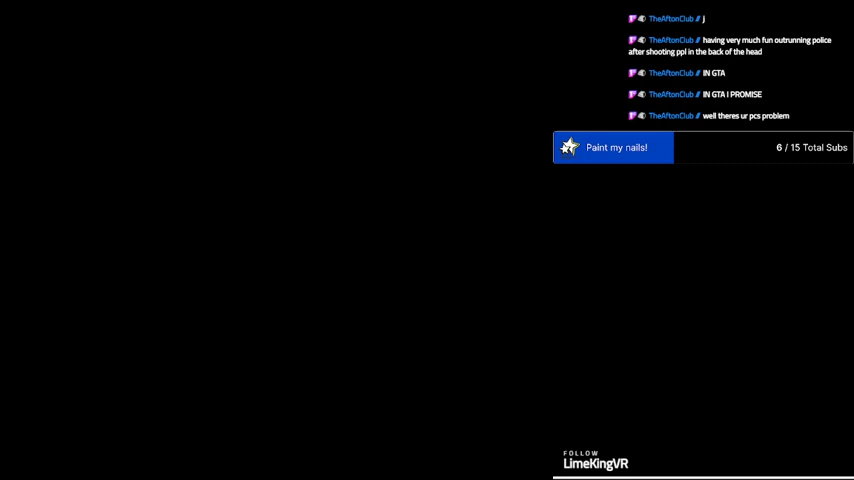 TheAftonClub // j
TheAftonClub // having very much fun outrunning police
after shooting ppl in the back of the head
TheAftonClub // IN GTA
TheAftonClub // IN GTA I PROMISE
TheAftonClub // well theres ur pcs problem
Paint my nails! 6 / 15 Total Subs
FOLLOW
LimeKingVR